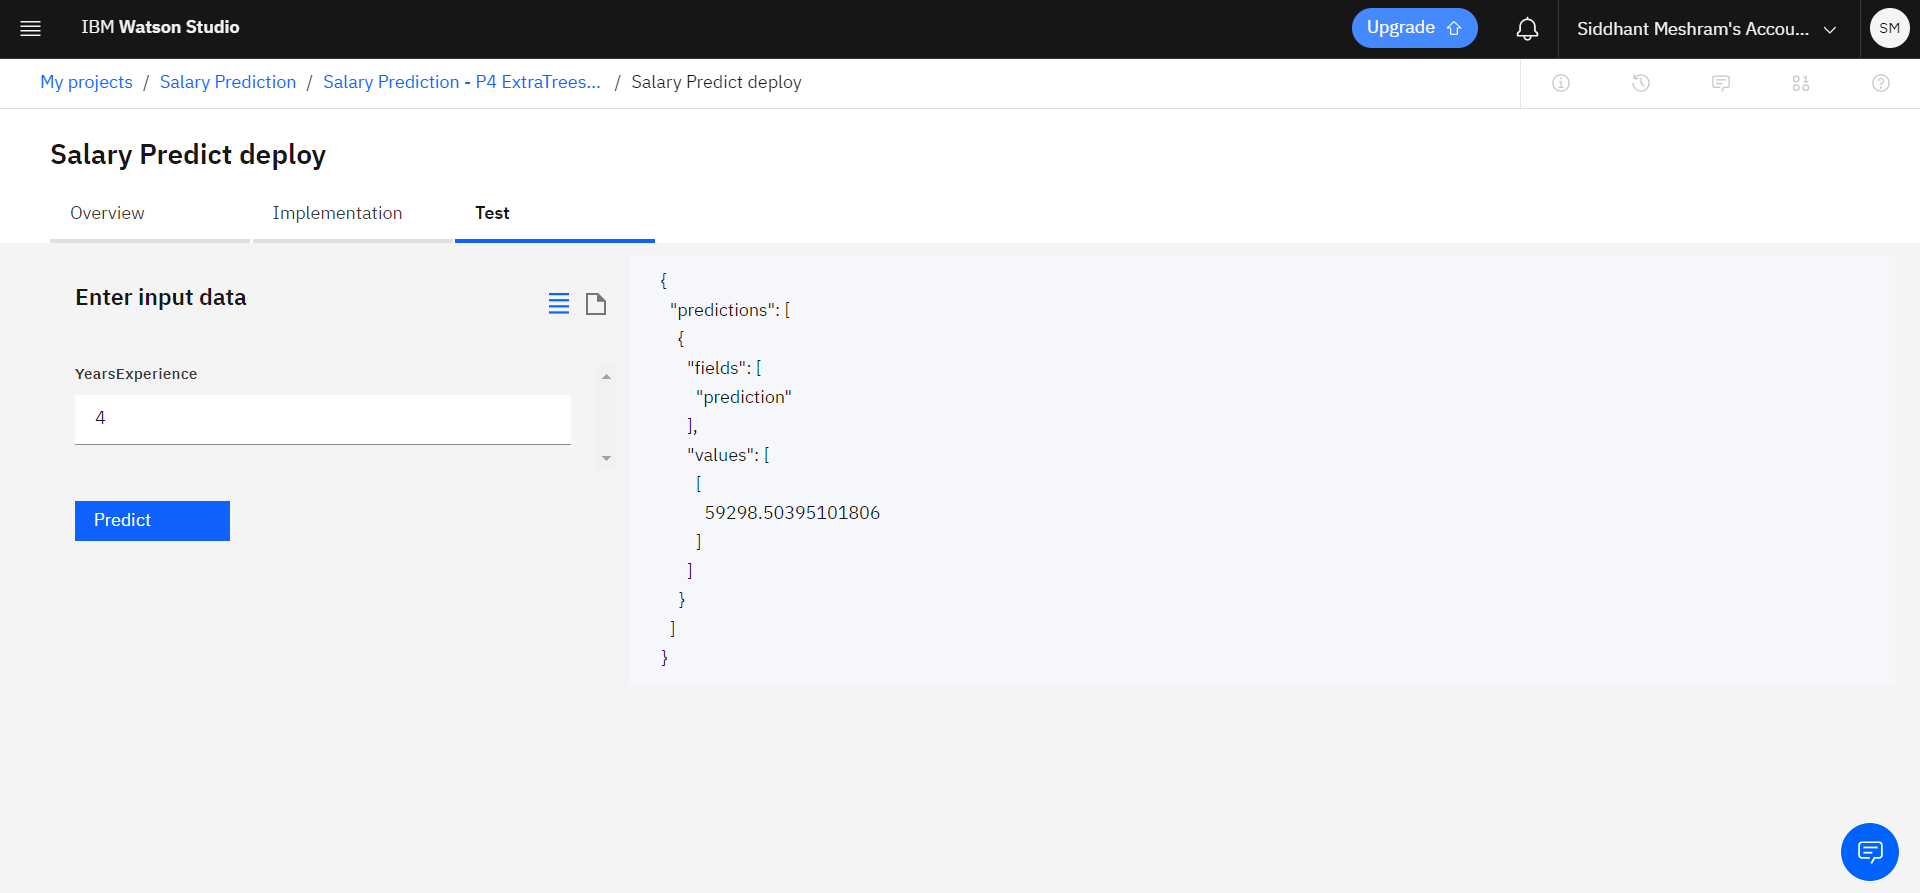 IBM Watson Studio
Upgrade
Siddhant Meshram's Accou...
SM
My projects / Salary Prediction / Salary Prediction - P4 ExtraTrees... / Salary Predict deploy
Salary Predict deploy
Overview
Implementation
Test
Enter input data
YearsExperience
4
Predict
{
"predictions": [
{
"fields": [
"prediction"
],
"values": [
[
59298.50395101806
]
]
}
]
}